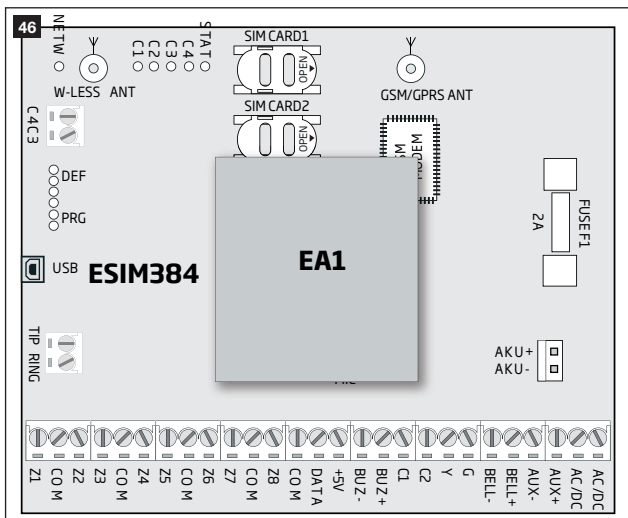 46
NETW
C1
C2
C3
C4
STAT
SIM CARD1
OPEN
W-LESS ANT
GSM/GPRS ANT
SIM CARD2
OPEN
C4 C3
DEF
PRG
FUSE F1
2A
USB
ESIM384
EA1
TIP RING
AKU+
AKU-
Z1
COM
Z2
Z3
COM
Z4
Z5
COM
Z6
Z7
COM
Z8
COM
DATA
+5V
BUZ-
BUZ+
C1
C2
Y
G
BELL-
BELL+
AUX-
AUX+
AC/DC
AC/DC